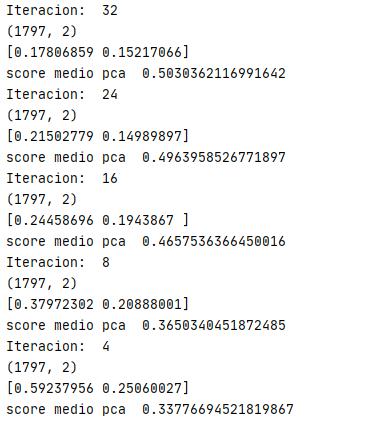 Iteracion:  32
(1797, 2)
[0.17806859 0.15217066]
score medio pca  0.5030362116991642
Iteracion:  24
(1797, 2)
[0.21502779 0.14989897]
score medio pca  0.4963958526771897
Iteracion:  16
(1797, 2)
[0.24458696 0.1943867 ]
score medio pca  0.4657536366450016
Iteracion:  8
(1797, 2)
[0.37972302 0.20888001]
score medio pca  0.3650340451872485
Iteracion:  4
(1797, 2)
[0.59237956 0.25060027]
score medio pca  0.33776694521819867